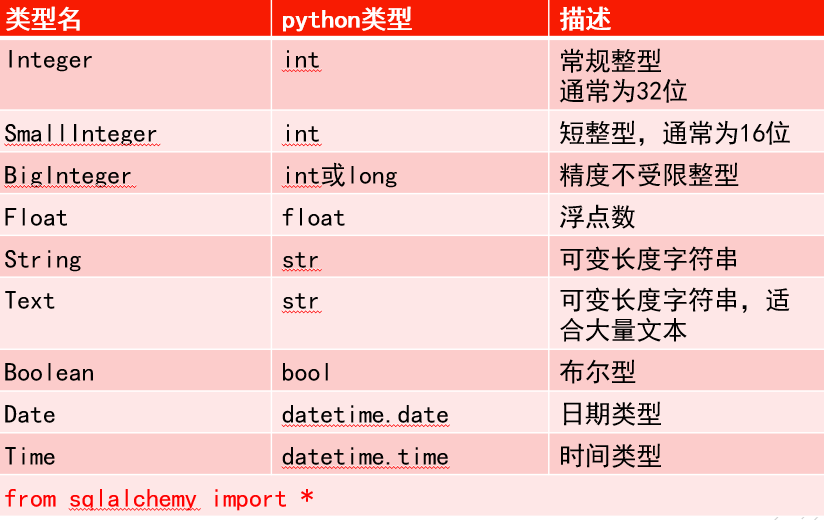 类型名 python类型 描述
Integer int 常规整型
通常为32位
SmallInteger int 短整型，通常为16位
BigInteger int或long 精度不受限整型
Float float 浮点数
String str 可变长度字符串
Text str 可变长度字符串，适
合大量文本
Boolean bool 布尔型
Date datetime.date 日期类型
Time datetime.time 时间类型
from sqlalchemy import *